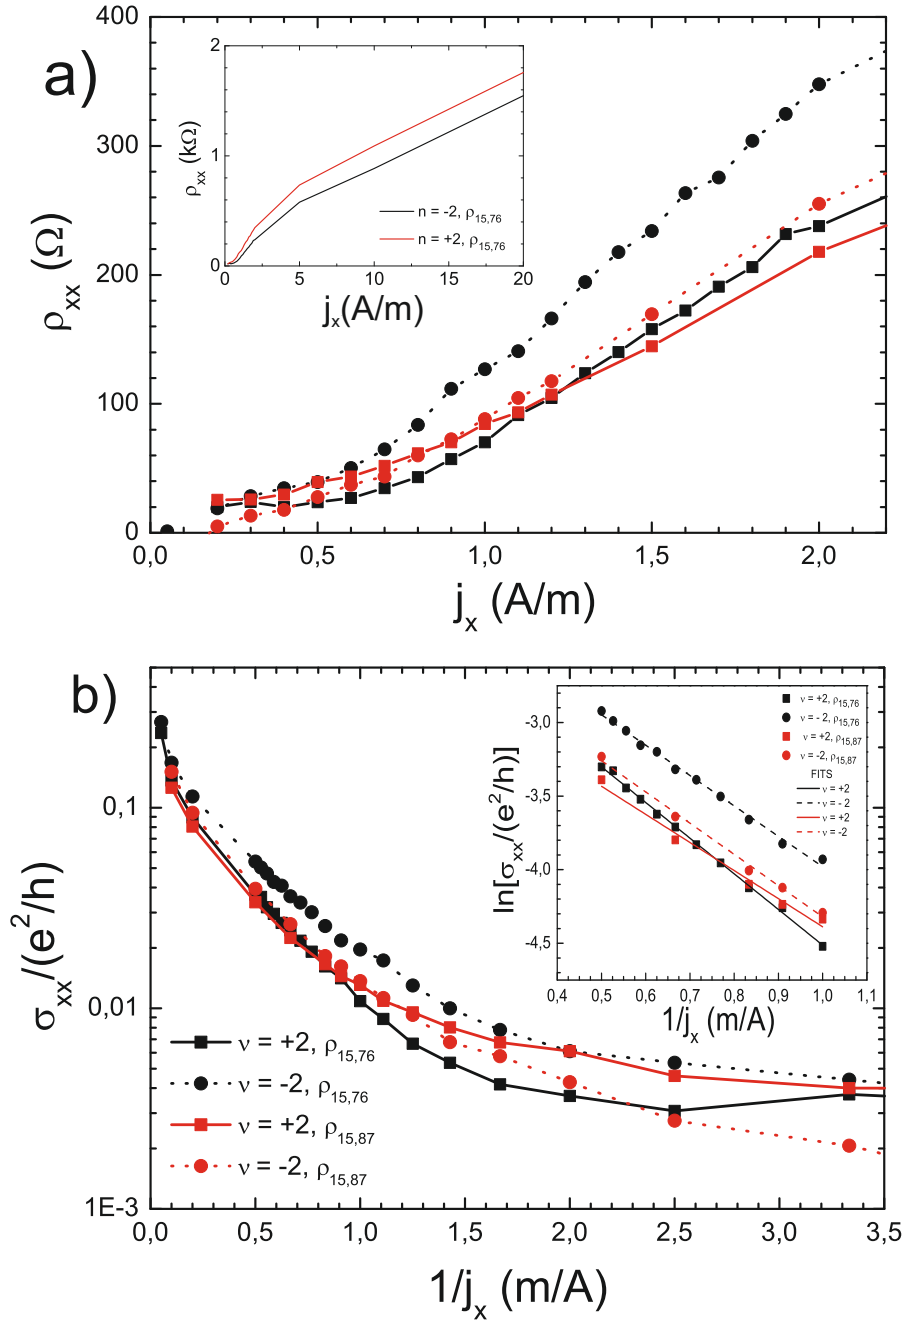 a)
2
1
0
ρxx (kΩ)
n = -2, ρ15,76
n = +2, ρ15,76
0 5 10 15 20
jx(A/m)
400
300
200
100
0
ρxx (Ω)
0,0 0,5 1,0 1,5 2,0
jx (A/m)
b)
0,1
0,01
1E-3
σxx/(e²/h)
ν = +2, ρ15,76
ν = -2, ρ15,76
ν = +2, ρ15,87
ν = -2, ρ15,87
-3,0
-3,5
-4,0
-4,5
ln[σxx/(e²/h)]
ν = +2, ρ15,76
ν = - 2, ρ15,76
ν = +2, ρ15,87
ν = -2, ρ15,87
FITS
ν = +2
ν = - 2
ν = +2
ν = -2
0,4 0,5 0,6 0,7 0,8 0,9 1,0 1,1
1/jx (m/A)
0,0 0,5 1,0 1,5 2,0 2,5 3,0 3,5
1/jx (m/A)